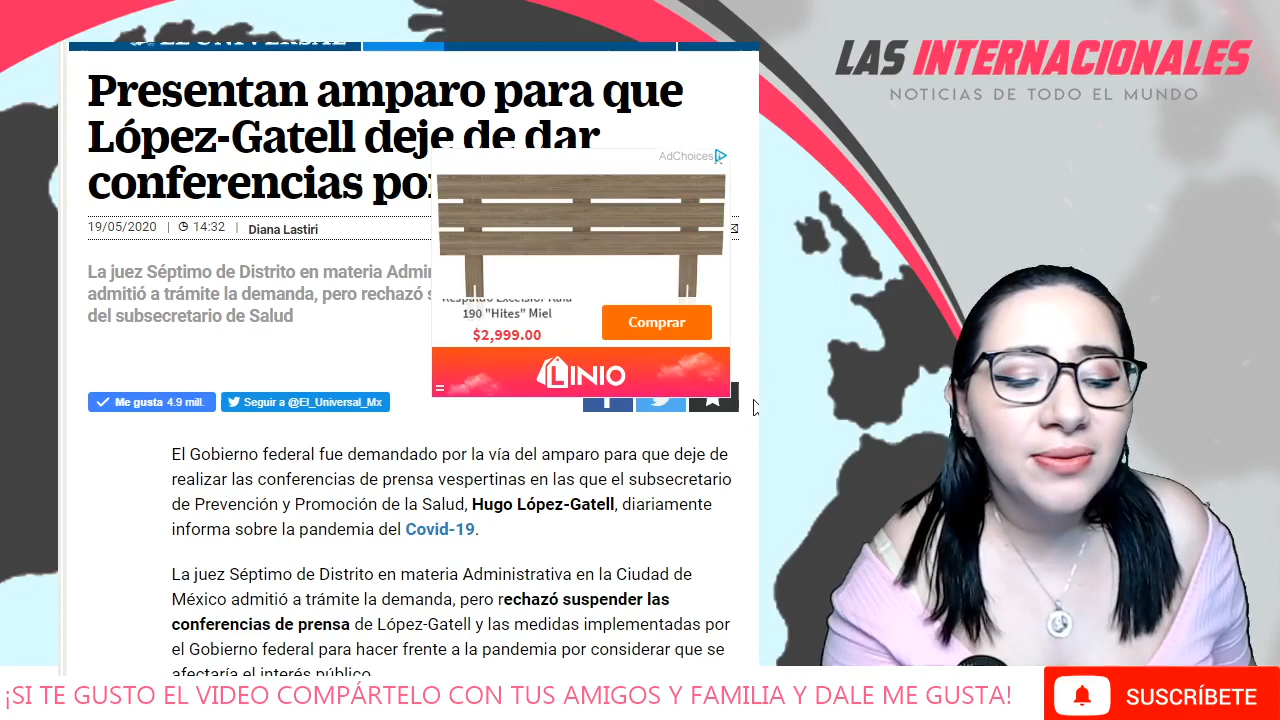 LAS INTERNACIONALES
NOTICIAS DE TODO EL MUNDO
EL UNIVERSAL
Presentan amparo para que
López-Gatell deje de dar
conferencias por
AdChoices
19/05/2020 | 14:32 | Diana Lastiri
La juez Séptimo de Distrito en materia
admitió a trámite la demanda, pero rechazó
del subsecretario de Salud
190 "Hites" Miel
$2,999.00
Comprar
LINIO
Me gusta 4.9 mill.
Seguir a @El_Universal_Mx
El Gobierno federal fue demandado por la vía del amparo para que deje de
realizar las conferencias de prensa vespertinas en las que el subsecretario
de Prevención y Promoción de la Salud, Hugo López-Gatell, diariamente
informa sobre la pandemia del Covid-19.
La juez Séptimo de Distrito en materia Administrativa en la Ciudad de
México admitió a trámite la demanda, pero rechazó suspender las
conferencias de prensa de López-Gatell y las medidas implementadas por
el Gobierno federal para hacer frente a la pandemia por considerar que se
afectaría el interés público
¡SI TE GUSTO EL VIDEO COMPÁRTELO CON TUS AMIGOS Y FAMILIA Y DALE ME GUSTA!
SUSCRÍBETE